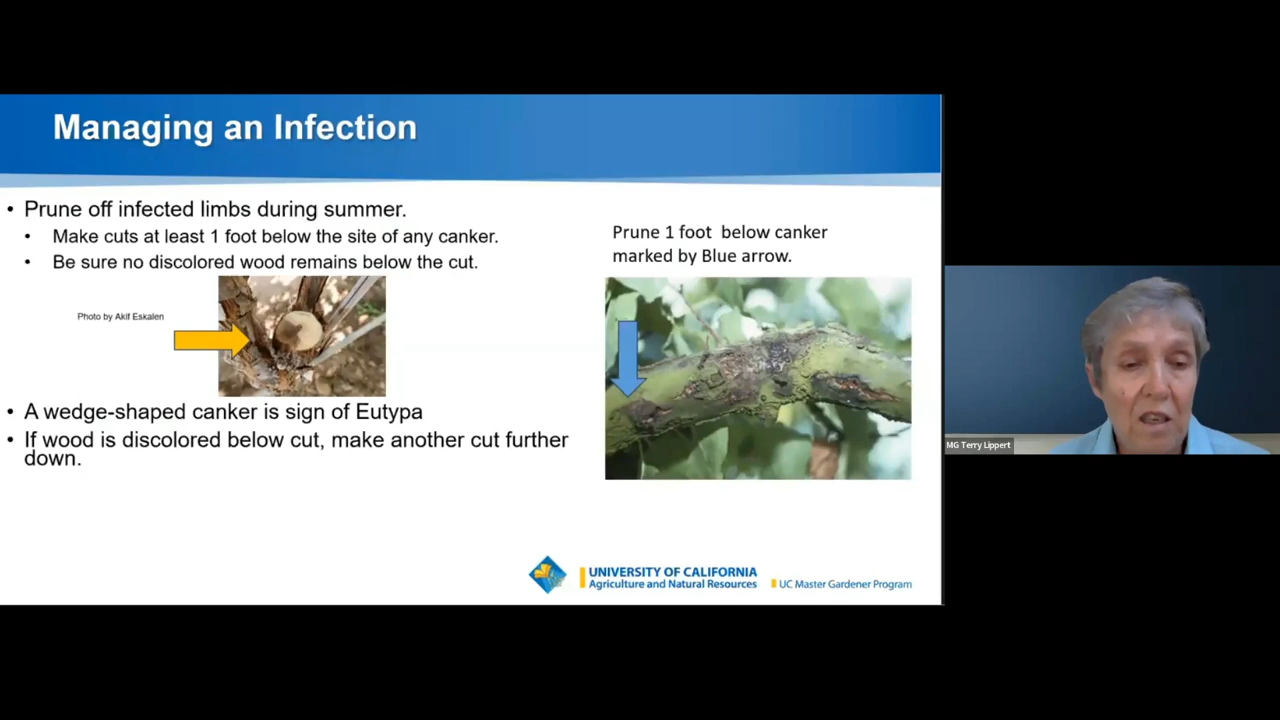 Managing an Infection
• Prune off infected limbs during summer.
• Make cuts at least 1 foot below the site of any canker.
• Be sure no discolored wood remains below the cut.
Photo by Akif Eskalen
• A wedge-shaped canker is sign of Eutypa
• If wood is discolored below cut, make another cut further
down.
Prune 1 foot below canker
marked by Blue arrow.
UNIVERSITY OF CALIFORNIA
Agriculture and Natural Resources
UC Master Gardener Program
MG Terry Lippert